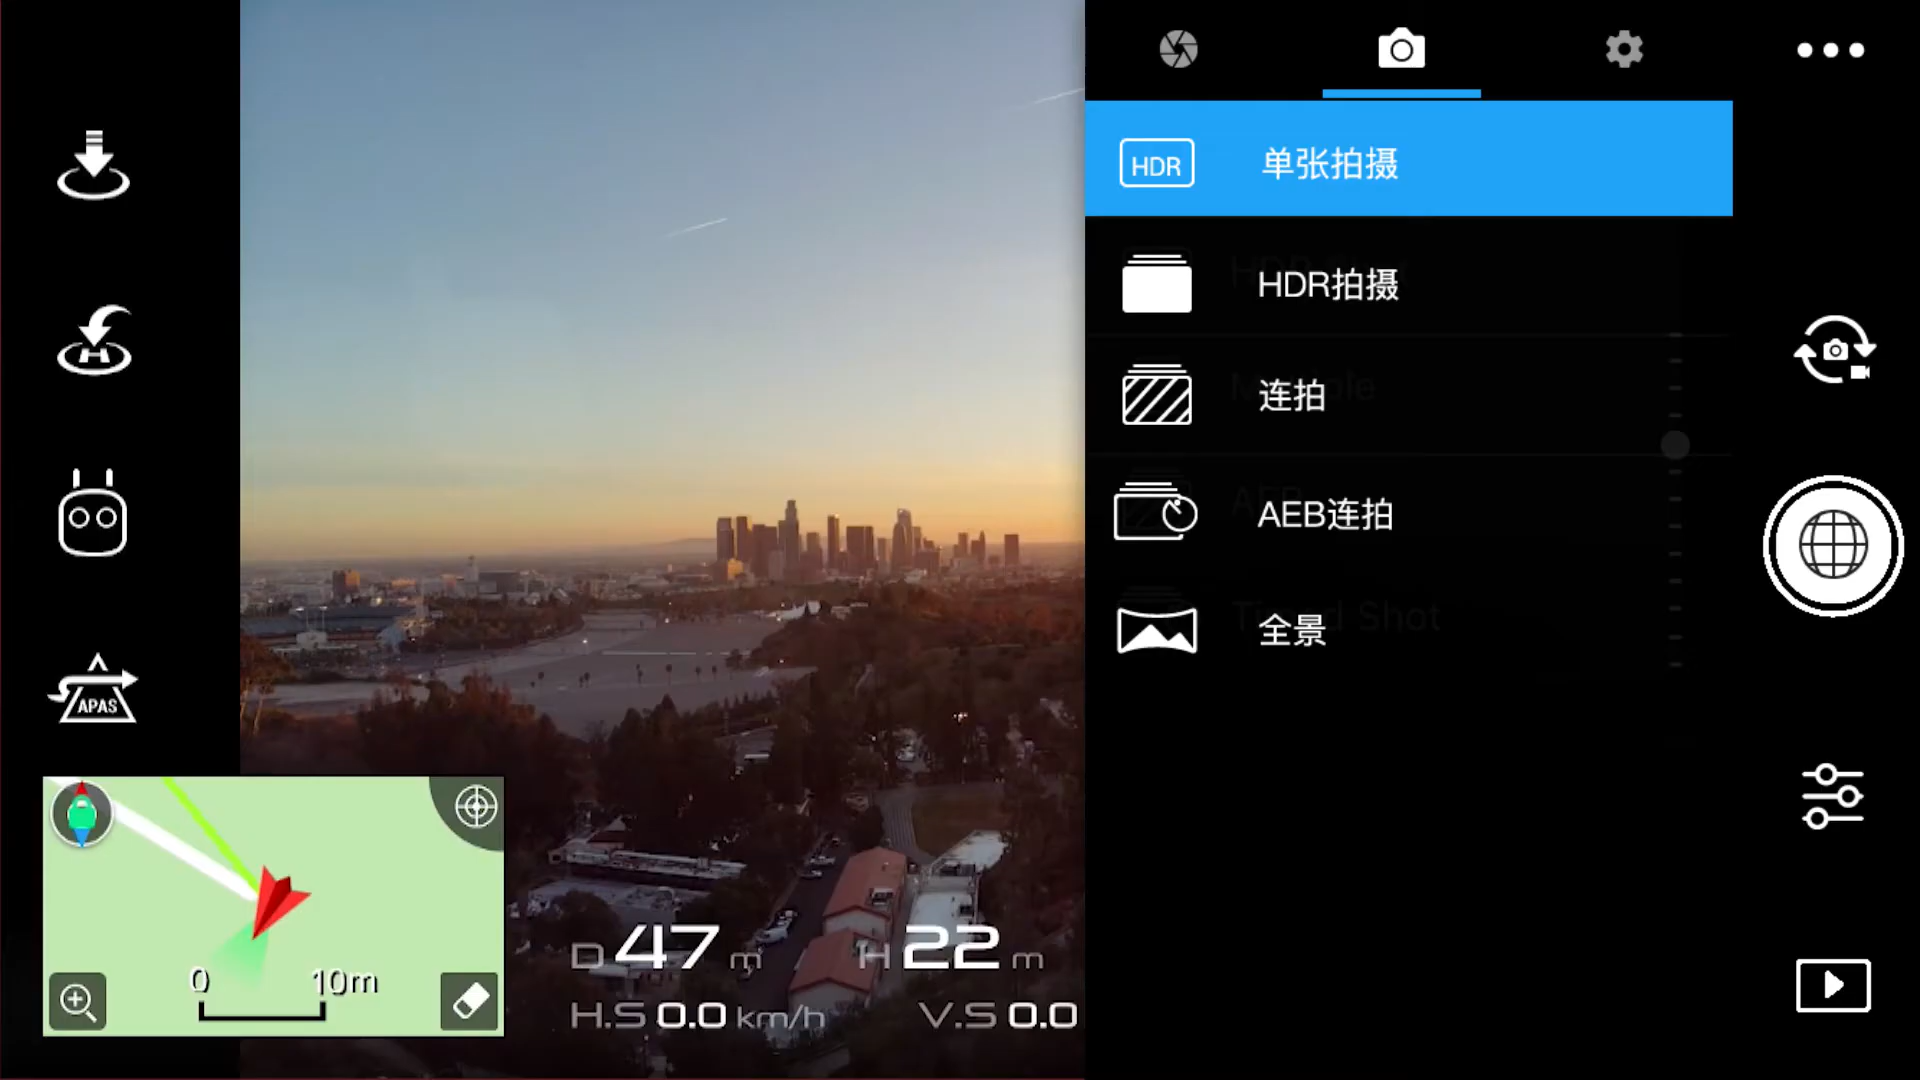 HDR 单张拍摄
HDR拍摄
连拍
AEB连拍
全景
APAS
0 10m
D 47 m H 22 m
H.S 0.0 km/h V.S 0.0